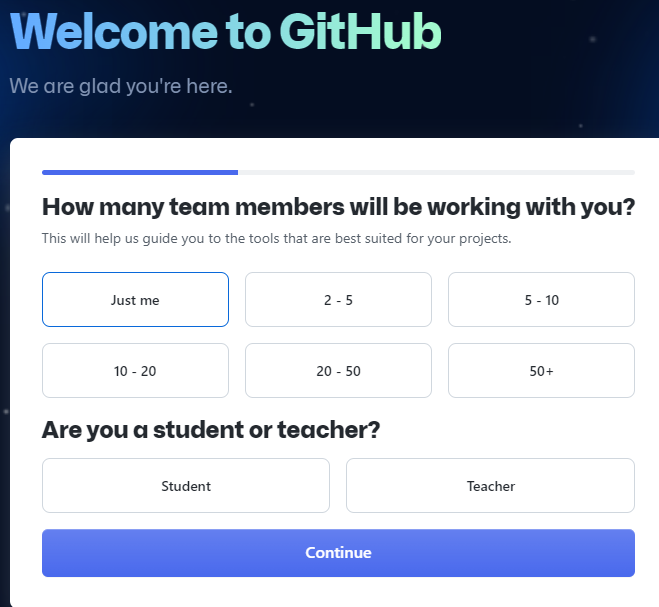 Welcome to GitHub
We are glad you're here.
How many team members will be working with you?
This will help us guide you to the tools that are best suited for your projects.
Just me
2 - 5
5 - 10
10 - 20
20 - 50
50+
Are you a student or teacher?
Student
Teacher
Continue